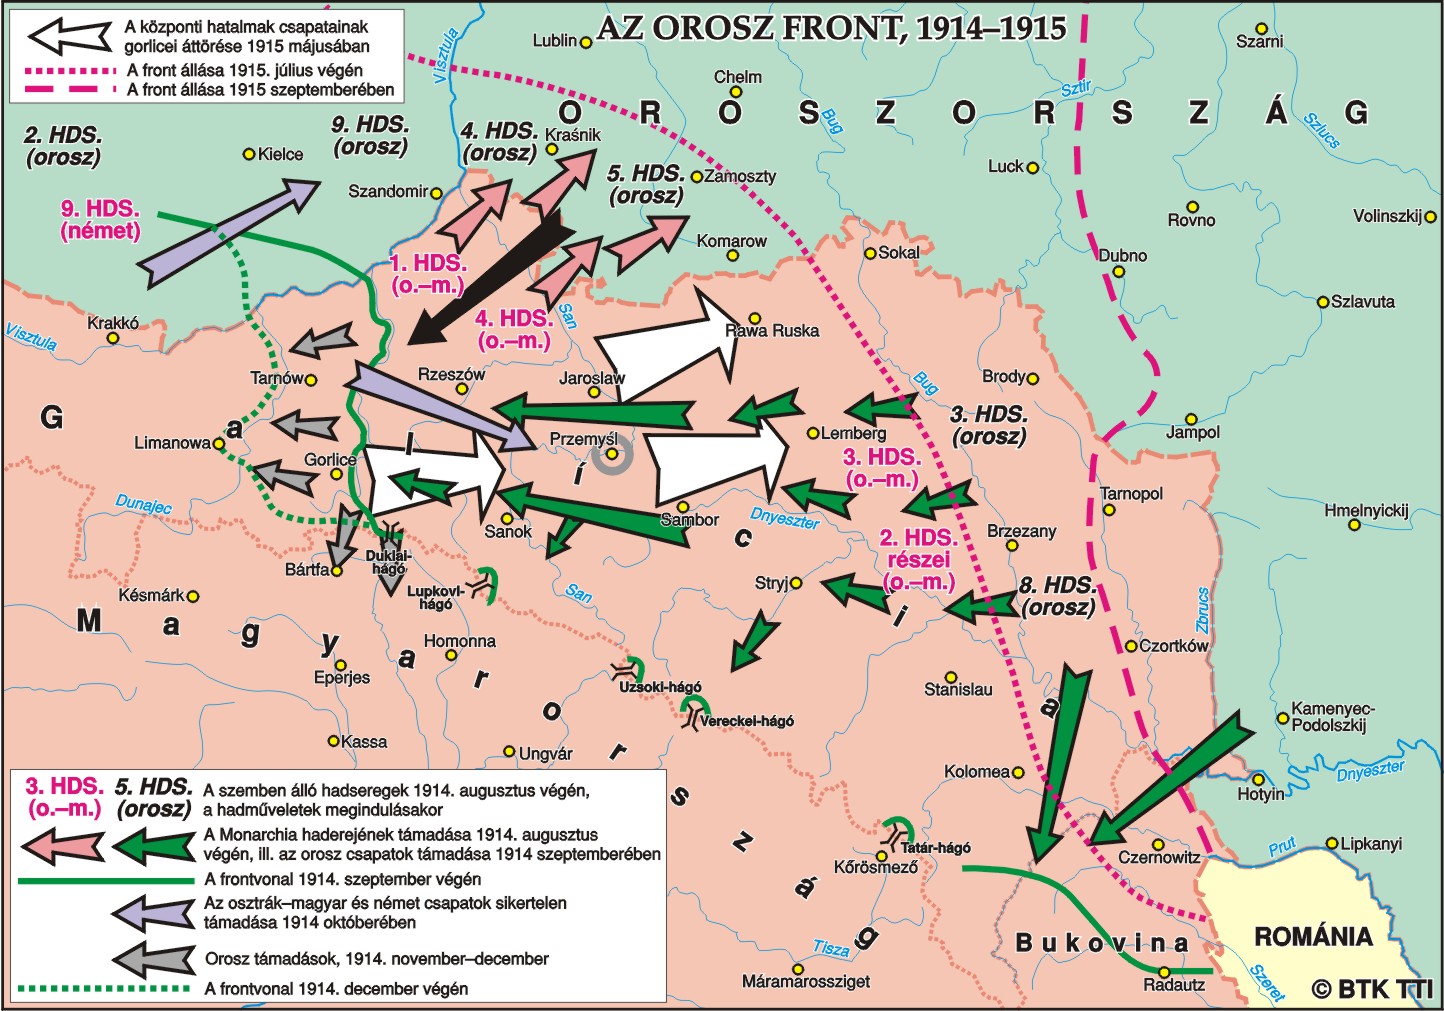 AZ OROSZ FRONT, 1914–1915
A központi hatalmak csapatainak
gorlicei áttörése 1915 májusában
A front állása 1915. július végén
A front állása 1915 szeptemberében
OROSZORSZÁG
Visztula
Lublin
Chelm
Szarni
Sztir
Bug
Szlucs
2. HDS.
(orosz)
9. HDS.
(orosz)
4. HDS.
(orosz)
Kraśnik
5. HDS.
(orosz)
Kielce
Szandomir
Zamoszty
Luck
Rovno
Volinszkij
9. HDS.
(német)
Komarow
Sokal
Dubno
1. HDS.
(o.–m.)
Szlavuta
4. HDS.
(o.–m.)
San
Visztula
Krakkó
Rawa Ruska
Tarnów
Rzeszów
Jaroslaw
Bug
Brody
Galícia
3. HDS.
(orosz)
Jampol
Limanowa
Przemyśl
Lemberg
Gorlice
3. HDS.
(o.–m.)
Dunajec
Tarnopol
Sanok
Sambor
Dnyeszter
Hmelnyickij
Brzezany
2. HDS.
részei
(o.–m.)
Duklai-
hágó
Bártfa
Stryj
8. HDS.
(orosz)
Késmárk
Lupkovi-
hágó
San
Zbrucs
Magyarország
Homonna
Czortków
Eperjes
Uzsoki-hágó
Stanislau
Vereckei-hágó
Kamenyec-
Podolszkij
Kassa
Ungvár
Kolomea
Dnyeszter
Hotyin
Tatár-hágó
Kőrösmező
Czernowitz
Prut
Lipkanyi
Bukovina
ROMÁNIA
Tisza
Máramarossziget
Radautz
Szeret
3. HDS.
(o.–m.)
5. HDS.
(orosz)
A szemben álló hadseregek 1914. augusztus végén,
a hadműveletek megindulásakor
A Monarchia haderejének támadása 1914. augusztus
végén, ill. az orosz csapatok támadása 1914 szeptemberében
A frontvonal 1914. szeptember végén
Az osztrák–magyar és német csapatok sikertelen
támadása 1914 októberében
Orosz támadások, 1914. november–december
A frontvonal 1914. december végén
© BTK TTI